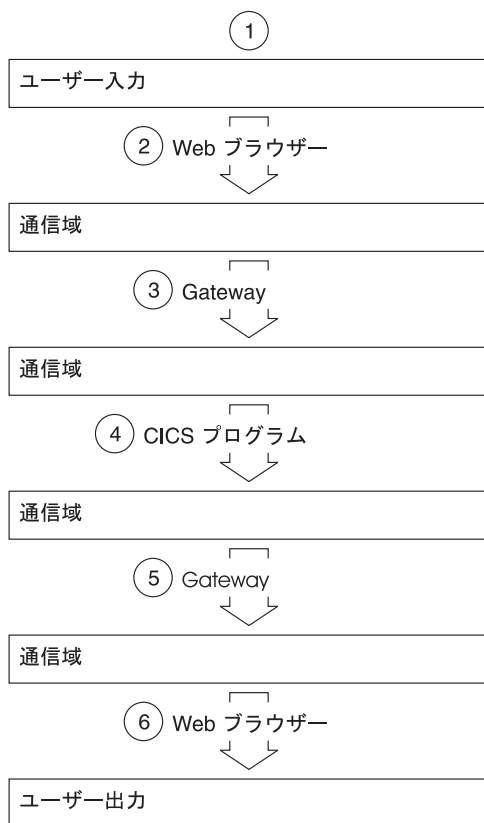 1
ユーザー入力
2 Web ブラウザー
通信域
3 Gateway
通信域
4 CICS プログラム
通信域
5 Gateway
通信域
6 Web ブラウザー
ユーザー出力